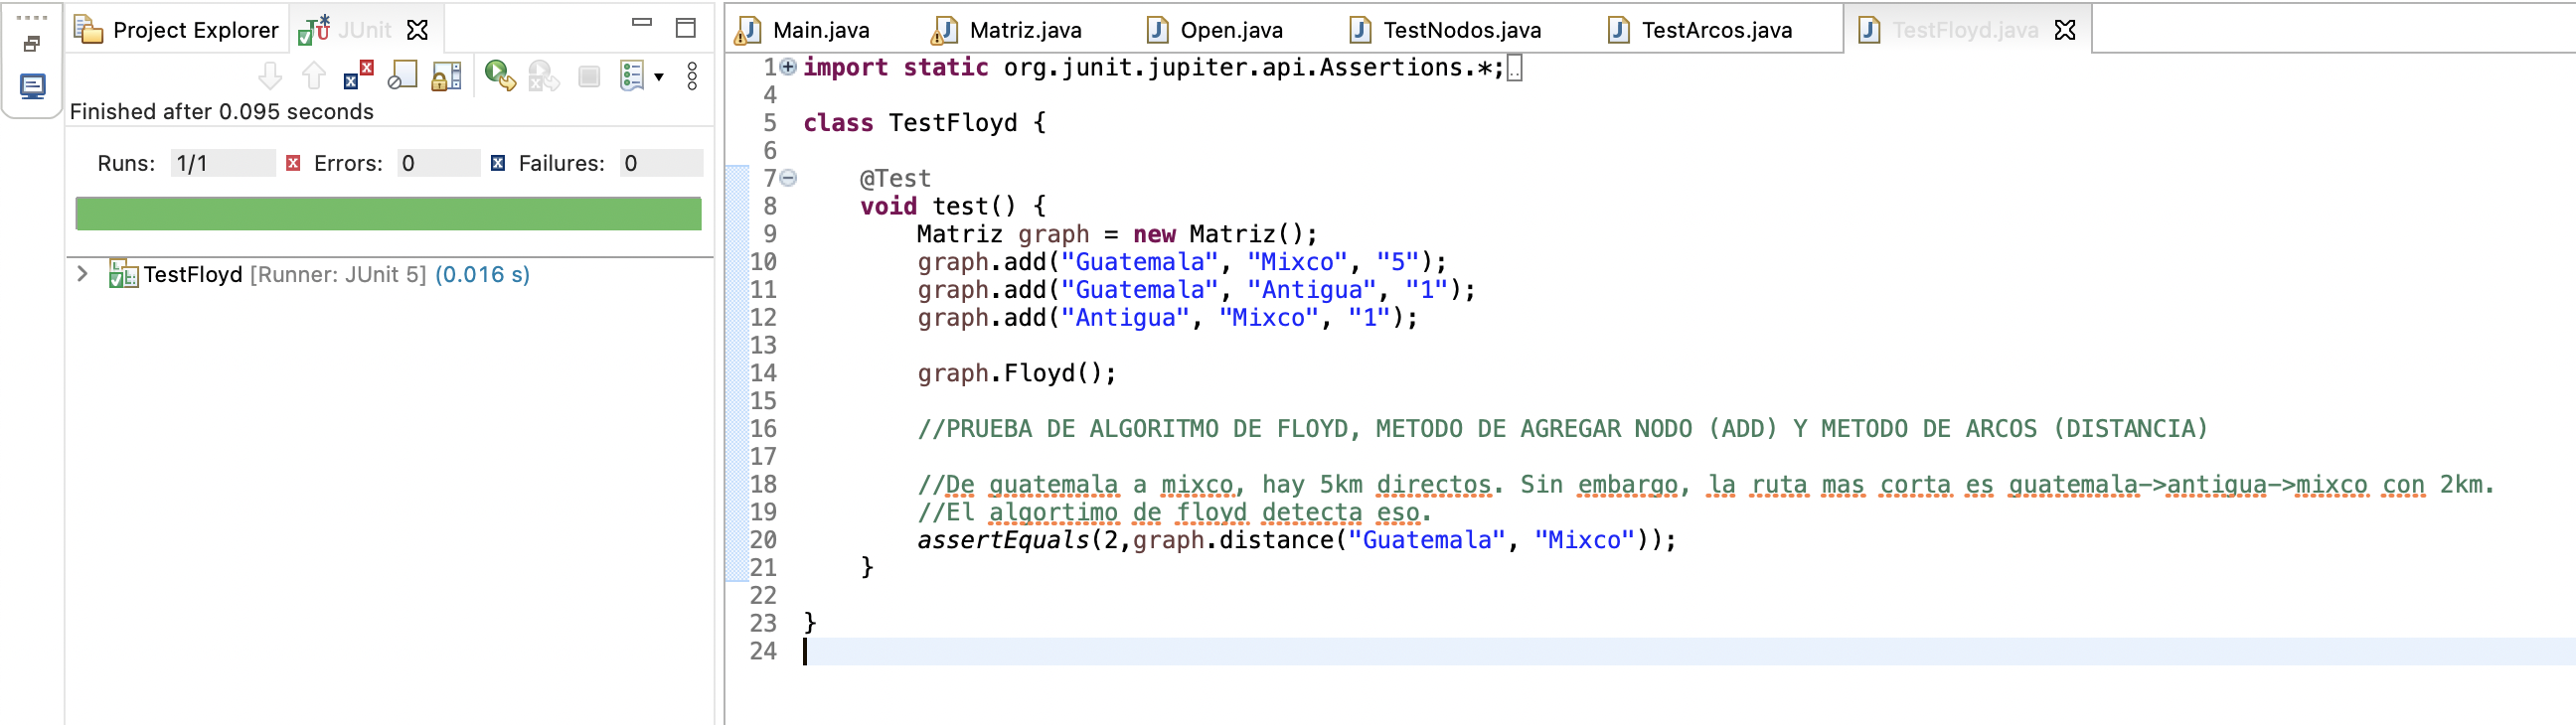 Project Explorer
JUnit
Finished after 0.095 seconds
Runs: 1/1 Errors: 0 Failures: 0
TestFloyd [Runner: JUnit 5] (0.016 s)
Main.java Matriz.java Open.java TestNodos.java TestArcos.java TestFloyd.java
1 import static org.junit.jupiter.api.Assertions.*;
4
5 class TestFloyd {
6
7 @Test
8 void test() {
9 Matriz graph = new Matriz();
10 graph.add("Guatemala", "Mixco", "5");
11 graph.add("Guatemala", "Antigua", "1");
12 graph.add("Antigua", "Mixco", "1");
13
14 graph.Floyd();
15
16 //PRUEBA DE ALGORITMO DE FLOYD, METODO DE AGREGAR NODO (ADD) Y METODO DE ARCOS (DISTANCIA)
17
18 //De guatemala a mixco, hay 5km directos. Sin embargo, la ruta mas corta es guatemala->antigua->mixco con 2km.
19 //El algortimo de floyd detecta eso.
20 assertEquals(2,graph.distance("Guatemala", "Mixco"));
21 }
22
23 }
24